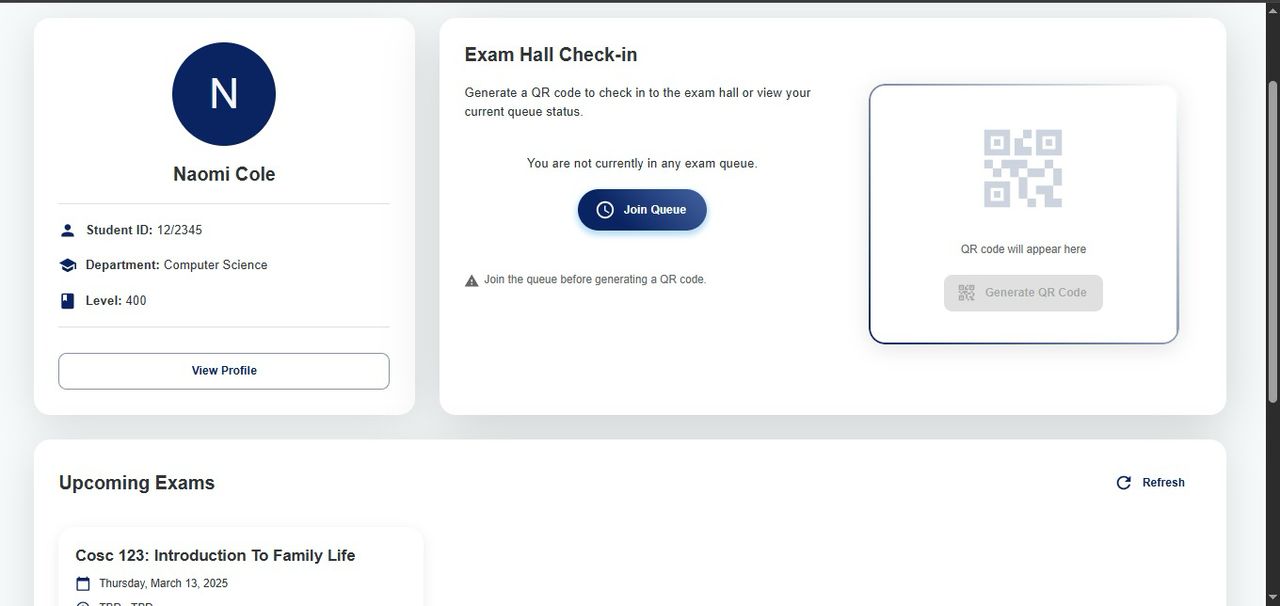 N
Naomi Cole
Student ID: 12/2345
Department: Computer Science
Level: 400
View Profile
Exam Hall Check-in
Generate a QR code to check in to the exam hall or view your
current queue status.
You are not currently in any exam queue.
Join Queue
Join the queue before generating a QR code.
QR code will appear here
Generate QR Code
Upcoming Exams
Refresh
Cosc 123: Introduction To Family Life
Thursday, March 13, 2025